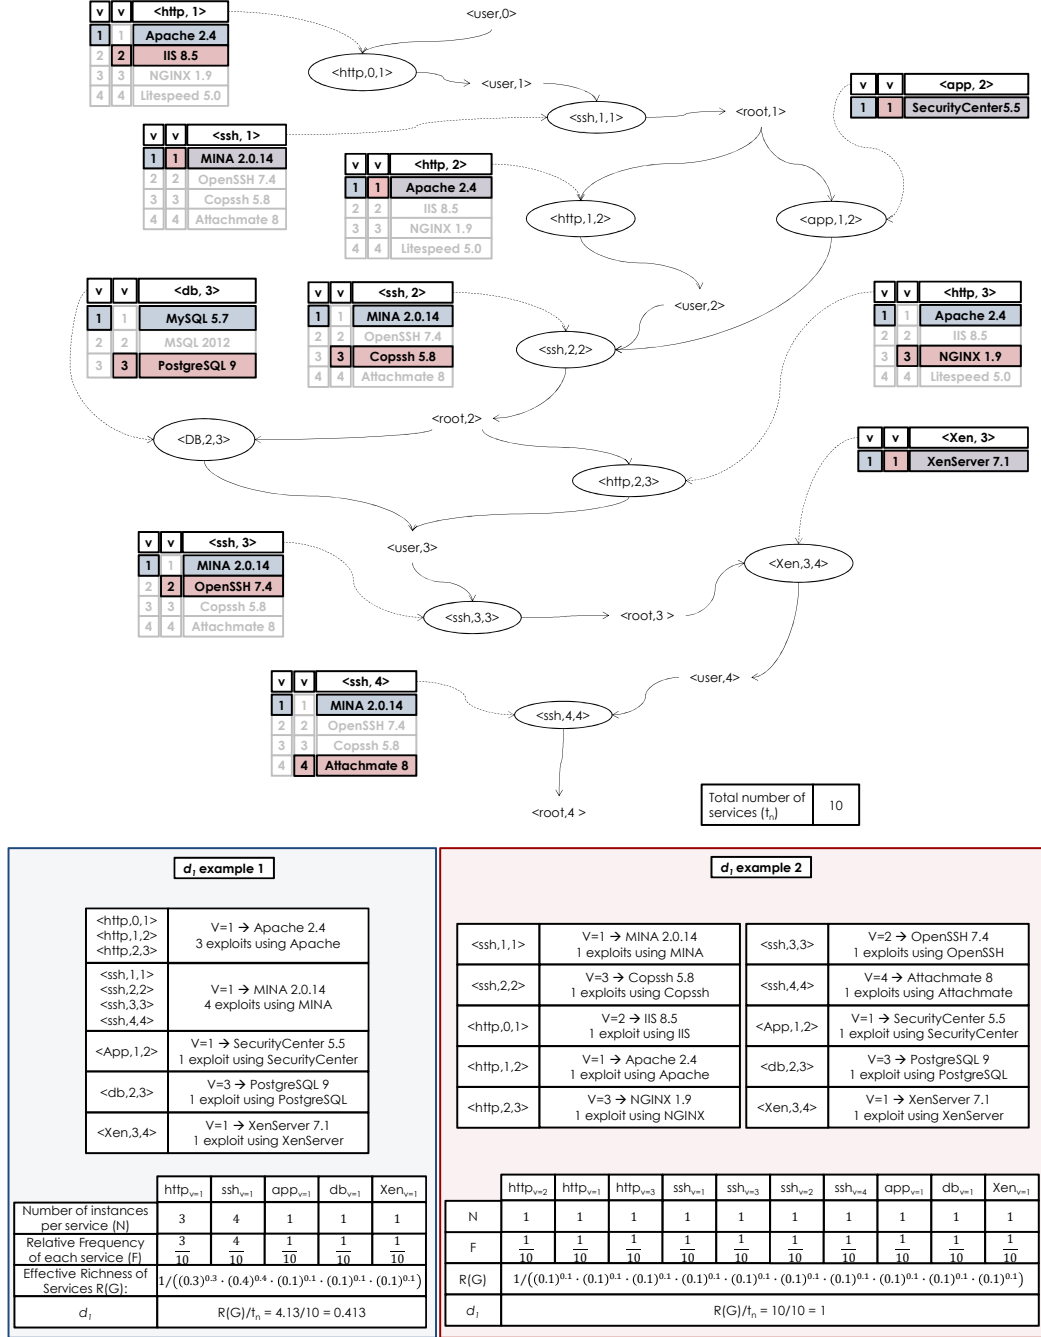 <user,0>
v v <http, 1>
1 1 Apache 2.4
2 2 IIS 8.5
3 3 NGINX 1.9
4 4 Litespeed 5.0
<http,0,1>
<user,1>
v v <app, 2>
1 1 SecurityCenter5.5
<ssh,1,1>
<root,1>
v v <ssh, 1>
1 1 MINA 2.0.14
2 2 OpenSSH 7.4
3 3 Copssh 5.8
4 4 Attachmate 8
v v <http, 2>
1 1 Apache 2.4
2 2 IIS 8.5
3 3 NGINX 1.9
4 4 Litespeed 5.0
<http,1,2>
<app,1,2>
v v <db, 3>
1 1 MySQL 5.7
2 2 MSQL 2012
3 3 PostgreSQL 9
v v <ssh, 2>
1 1 MINA 2.0.14
2 2 OpenSSH 7.4
3 3 Copssh 5.8
4 4 Attachmate 8
<user,2>
v v <http, 3>
1 1 Apache 2.4
2 2 IIS 8.5
3 3 NGINX 1.9
4 4 Litespeed 5.0
<ssh,2,2>
<root,2>
<DB,2,3>
v v <Xen, 3>
1 1 XenServer 7.1
<http,2,3>
<user,3>
v v <ssh, 3>
1 1 MINA 2.0.14
2 2 OpenSSH 7.4
3 3 Copssh 5.8
4 4 Attachmate 8
<Xen,3,4>
<ssh,3,3>
<root,3 >
v v <ssh, 4>
1 1 MINA 2.0.14
2 2 OpenSSH 7.4
3 3 Copssh 5.8
4 4 Attachmate 8
<user,4>
<ssh,4,4>
<root,4 >
Total number of
services (tₙ) 10
d₁ example 1
<http,0,1>
<http,1,2>
<http,2,3>
V=1 → Apache 2.4
3 exploits using Apache
<ssh,1,1>
<ssh,2,2>
<ssh,3,3>
<ssh,4,4>
V=1 → MINA 2.0.14
4 exploits using MINA
<App,1,2>
V=1 → SecurityCenter 5.5
1 exploit using SecurityCenter
<db,2,3>
V=3 → PostgreSQL 9
1 exploit using PostgreSQL
<Xen,3,4>
V=1 → XenServer 7.1
1 exploit using XenServer
http_v=1 ssh_v=1 app_v=1 db_v=1 Xen_v=1
Number of instances
per service (N)
3 4 1 1 1
Relative Frequency
of each service (F)
3/10 4/10 1/10 1/10 1/10
Effective Richness of
Services R(G):
1/((0.3)^0.3 · (0.4)^0.4 · (0.1)^0.1 · (0.1)^0.1 · (0.1)^0.1)
d₁ R(G)/tₙ = 4.13/10 = 0.413
d₁ example 2
<ssh,1,1>
V=1 → MINA 2.0.14
1 exploits using MINA
<ssh,3,3>
V=2 → OpenSSH 7.4
1 exploits using OpenSSH
<ssh,2,2>
V=3 → Copssh 5.8
1 exploits using Copssh
<ssh,4,4>
V=4 → Attachmate 8
1 exploits using Attachmate
<http,0,1>
V=2 → IIS 8.5
1 exploit using IIS
<App,1,2>
V=1 → SecurityCenter 5.5
1 exploit using SecurityCenter
<http,1,2>
V=1 → Apache 2.4
1 exploit using Apache
<db,2,3>
V=3 → PostgreSQL 9
1 exploit using PostgreSQL
<http,2,3>
V=3 → NGINX 1.9
1 exploit using NGINX
<Xen,3,4>
V=1 → XenServer 7.1
1 exploit using XenServer
http_v=2 http_v=1 http_v=3 ssh_v=1 ssh_v=3 ssh_v=2 ssh_v=4 app_v=1 db_v=1 Xen_v=1
N 1 1 1 1 1 1 1 1 1 1
F 1/10 1/10 1/10 1/10 1/10 1/10 1/10 1/10 1/10 1/10
R(G) 1/((0.1)^0.1 · (0.1)^0.1 · (0.1)^0.1 · (0.1)^0.1 · (0.1)^0.1 · (0.1)^0.1 · (0.1)^0.1 · (0.1)^0.1 · (0.1)^0.1 · (0.1)^0.1)
d₁ R(G)/tₙ = 10/10 = 1